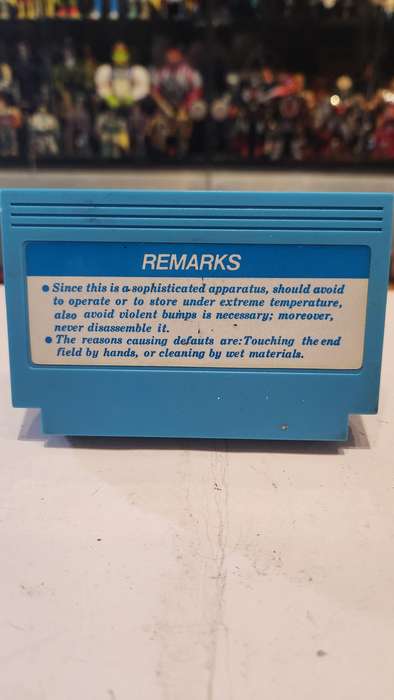 REMARKS
● Since this is a sophisticated apparatus, should avoid
to operate or to store under extreme temperature,
also avoid violent bumps is necessary; moreover,
never disassemble it.
● The reasons causing defauts are:Touching the end
field by hands, or cleaning by wet materials.